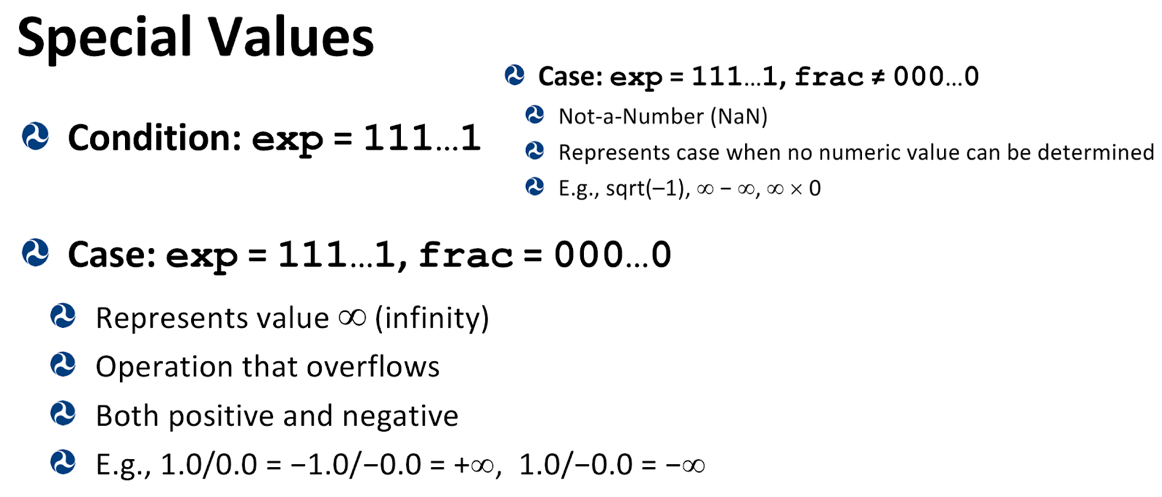 Special Values
Condition: exp = 111…1
Case: exp = 111…1, frac = 000…0
Represents value ∞ (infinity)
Operation that overflows
Both positive and negative
E.g., 1.0/0.0 = −1.0/−0.0 = +∞, 1.0/−0.0 = −∞
Case: exp = 111…1, frac ≠ 000…0
Not-a-Number (NaN)
Represents case when no numeric value can be determined
E.g., sqrt(–1), ∞ − ∞, ∞ × 0